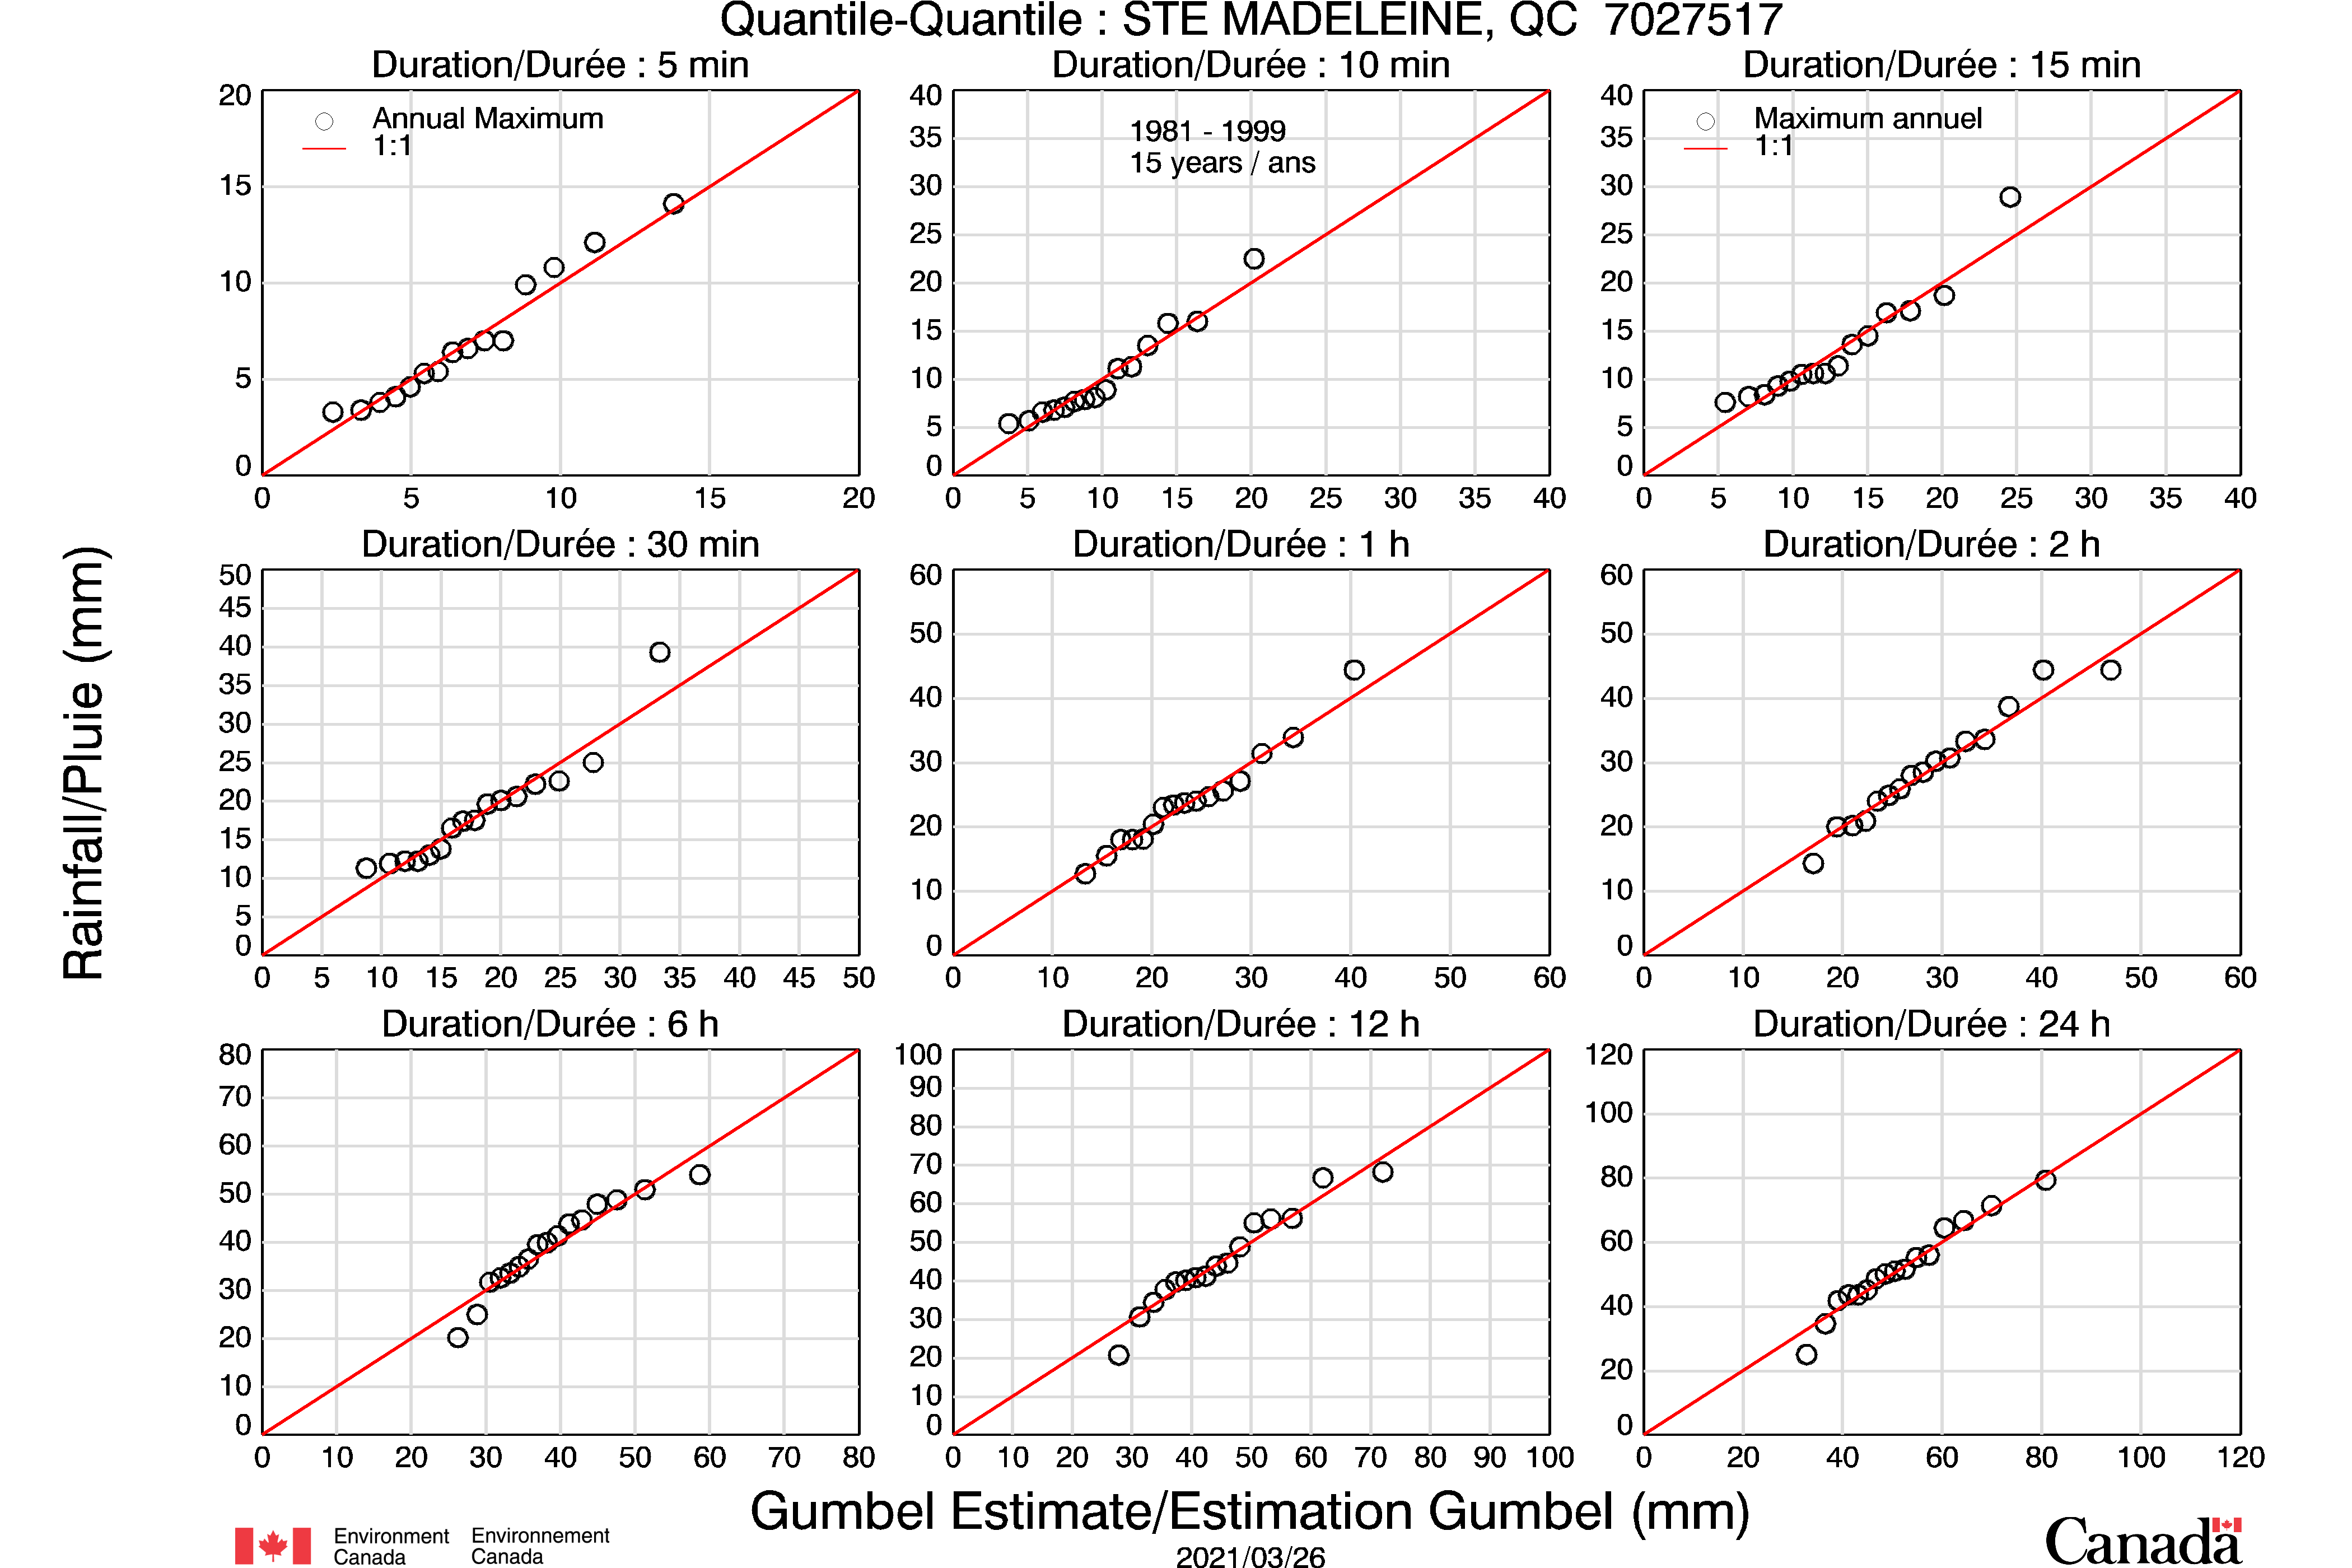 Quantile-Quantile : STE MADELEINE, QC 7027517
Duration/Durée : 5 min
Duration/Durée : 10 min
Duration/Durée : 15 min
Annual Maximum
1:1
1981 - 1999
15 years / ans
Maximum annuel
1:1
20
15
10
5
0
0 5 10 15 20
40
35
30
25
20
15
10
5
0
0 5 10 15 20 25 30 35 40
40
35
30
25
20
15
10
5
0
0 5 10 15 20 25 30 35 40
Rainfall/Pluie (mm)
Duration/Durée : 30 min
Duration/Durée : 1 h
Duration/Durée : 2 h
50
45
40
35
30
25
20
15
10
5
0
0 5 10 15 20 25 30 35 40 45 50
60
50
40
30
20
10
0
0 10 20 30 40 50 60
60
50
40
30
20
10
0
0 10 20 30 40 50 60
Duration/Durée : 6 h
Duration/Durée : 12 h
Duration/Durée : 24 h
80
70
60
50
40
30
20
10
0
0 10 20 30 40 50 60 70 80
100
90
80
70
60
50
40
30
20
10
0
0 10 20 30 40 50 60 70 80 90 100
120
100
80
60
40
20
0
0 20 40 60 80 100 120
Gumbel Estimate/Estimation Gumbel (mm)
Environment Canada
Environnement Canada
2021/03/26
Canada